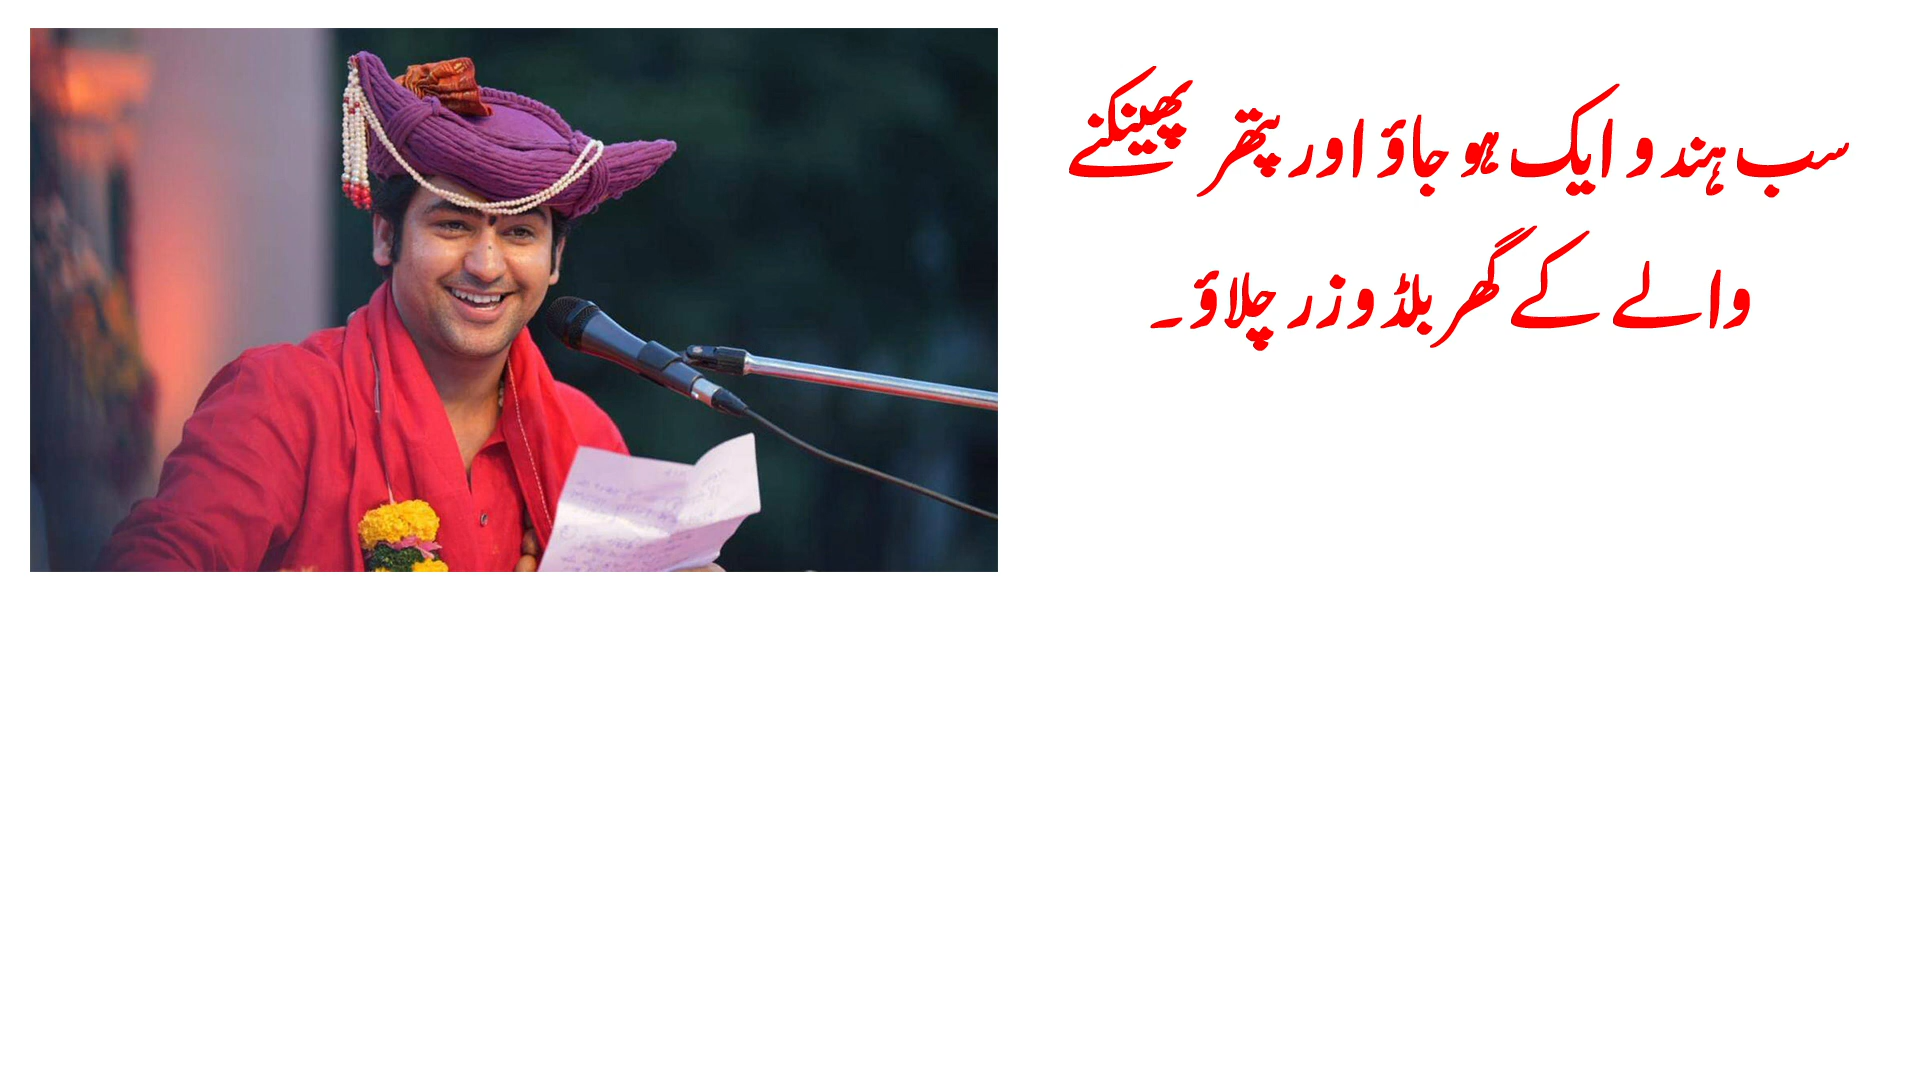 سب ہندو ایک ہو جاؤ اور پتھر پھینکنے
والے کے گھر بلڈوزر چلاؤ۔